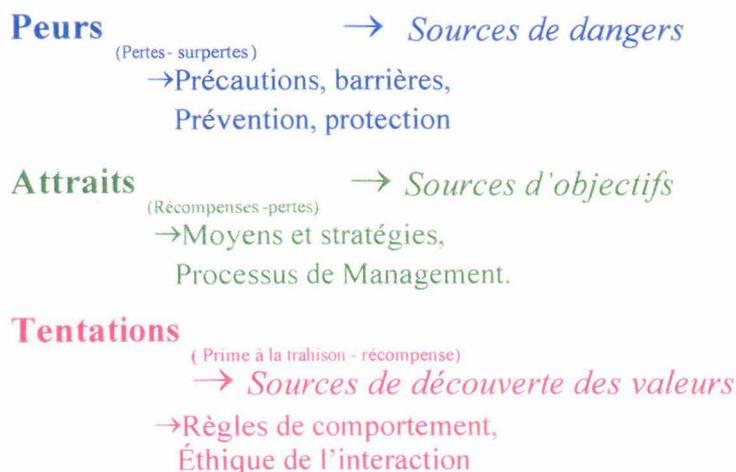 Peurs → Sources de dangers
(Pertes - surpertes)
→Précautions, barrières,
Prévention, protection
Attraits → Sources d'objectifs
(Récompenses -pertes)
→Moyens et stratégies,
Processus de Management.
Tentations
( Prime à la trahison - récompense)
→ Sources de découverte des valeurs
→Règles de comportement,
Éthique de l'interaction